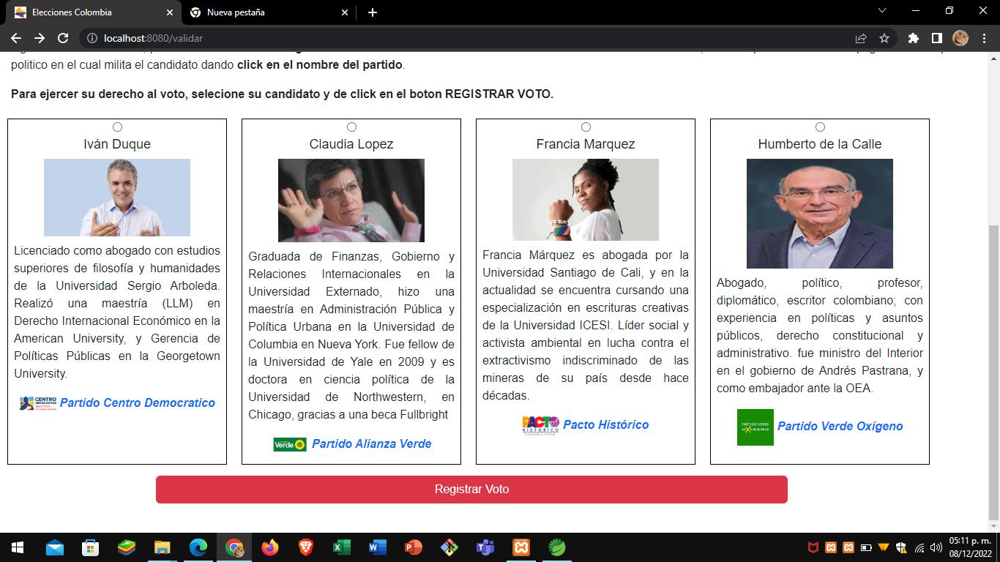 Elecciones Colombia
Nueva pestaña
localhost:8080/validar
politico en el cual milita el candidato dando click en el nombre del partido.
Para ejercer su derecho al voto, selecione su candidato y de click en el boton REGISTRAR VOTO.
Iván Duque
Licenciado como abogado con estudios
superiores de filosofía y humanidades
de la Universidad Sergio Arboleda.
Realizó una maestría (LLM) en
Derecho Internacional Económico en la
American University, y Gerencia de
Políticas Públicas en la Georgetown
University.
CENTRO
DEMOCRÁTICO
Partido Centro Democratico
Claudia Lopez
Graduada de Finanzas, Gobierno y
Relaciones Internacionales en la
Universidad Externado, hizo una
maestría en Administración Pública y
Política Urbana en la Universidad de
Columbia en Nueva York. Fue fellow de
la Universidad de Yale en 2009 y es
doctora en ciencia política de la
Universidad de Northwestern, en
Chicago, gracias a una beca Fullbright
Verde
Partido Alianza Verde
Francia Marquez
Francia Márquez es abogada por la
Universidad Santiago de Cali, y en la
actualidad se encuentra cursando una
especialización en escrituras creativas
de la Universidad ICESI. Líder social y
activista ambiental en lucha contra el
extractivismo indiscriminado de las
mineras de su país desde hace
décadas.
PACTO
HISTÓRICO
COLOMBIA PUEDE
Pacto Histórico
Humberto de la Calle
Abogado, político, profesor,
diplomático, escritor colombiano; con
experiencia en políticas y asuntos
públicos, derecho constitucional y
administrativo. fue ministro del Interior
en el gobierno de Andrés Pastrana, y
como embajador ante la OEA.
PARTIDO VERDE
OXIGENO
Partido Verde Oxígeno
Registrar Voto
05:11 p. m.
08/12/2022